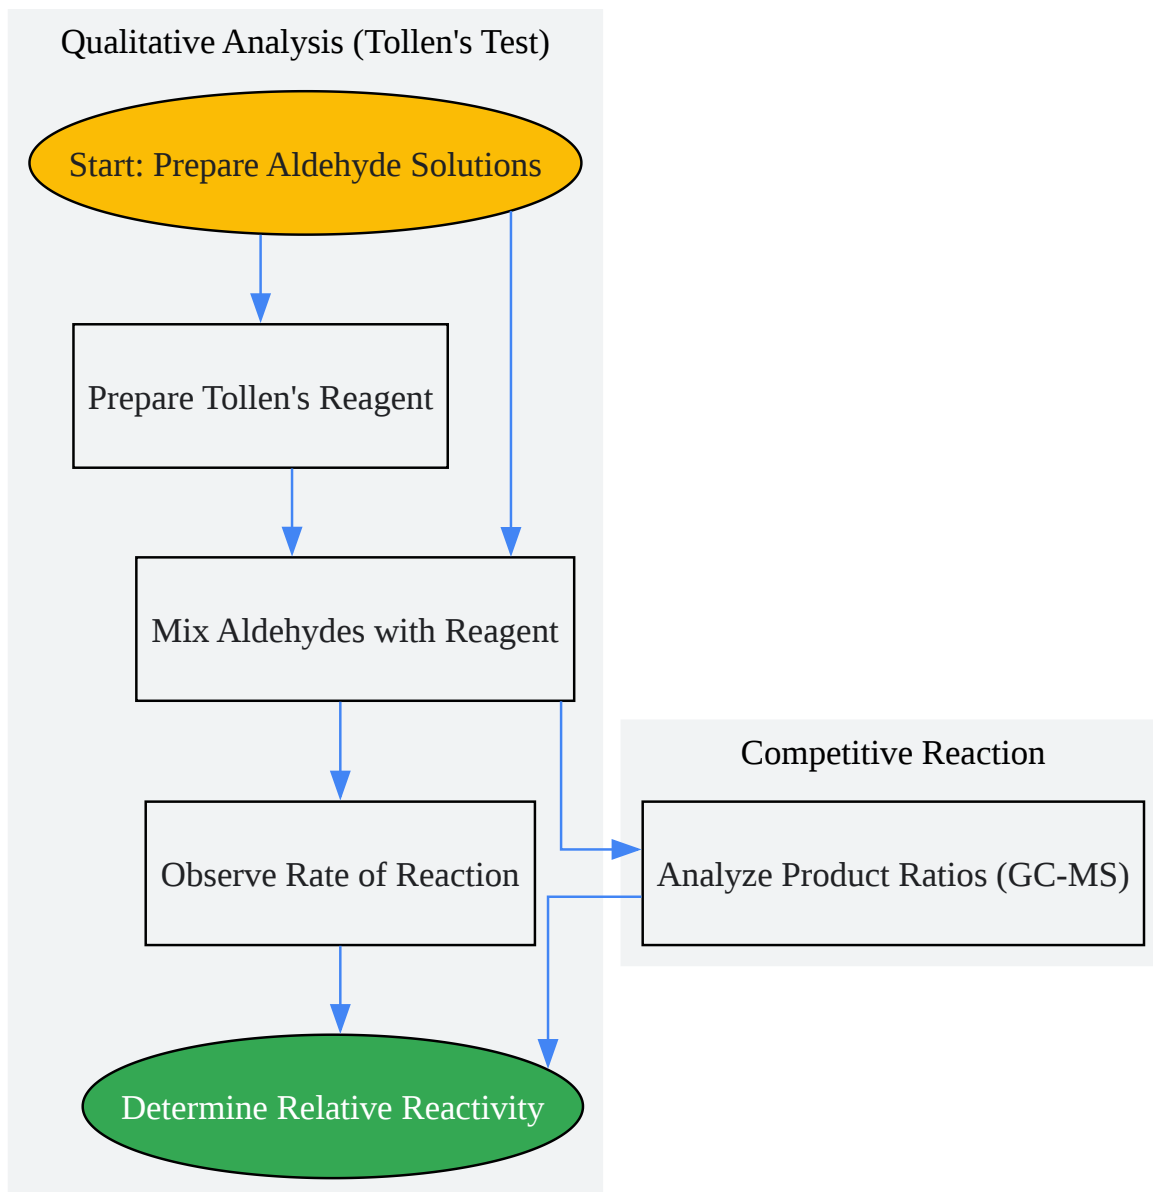 Qualitative Analysis (Tollen's Test)
Start: Prepare Aldehyde Solutions
Prepare Tollen's Reagent
Mix Aldehydes with Reagent
Competitive Reaction
Observe Rate of Reaction
Analyze Product Ratios (GC-MS)
Determine Relative Reactivity